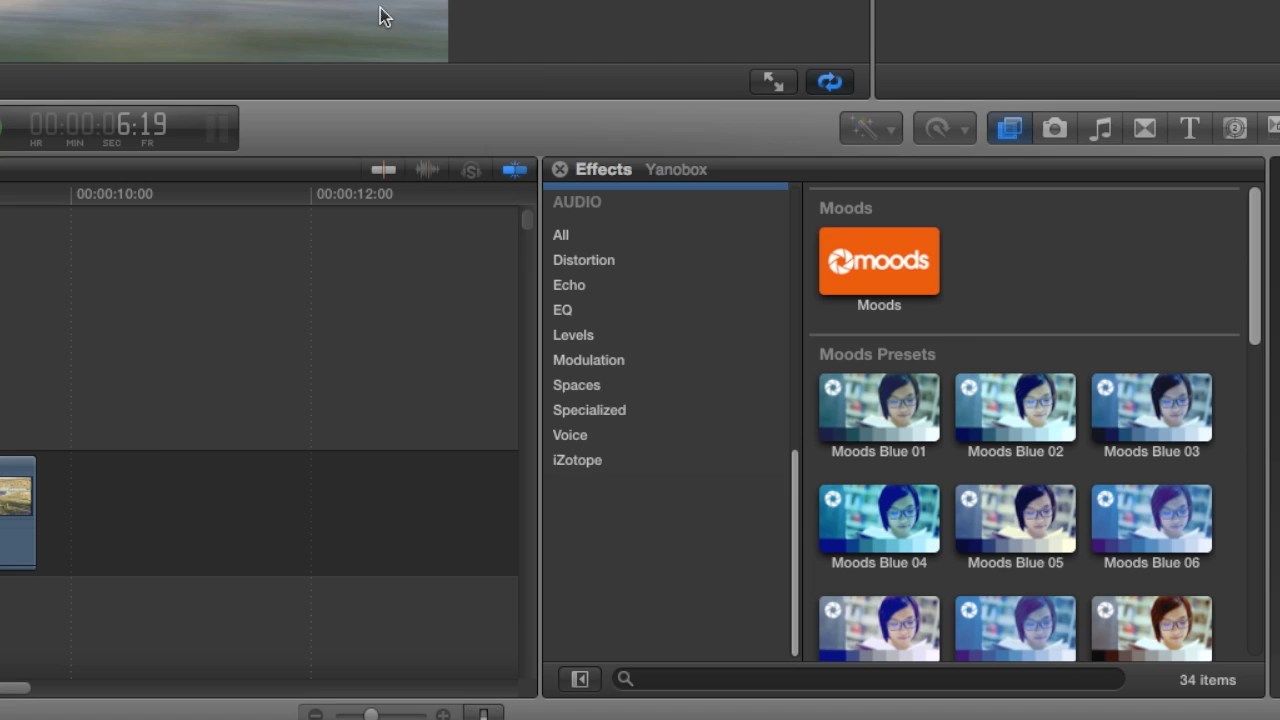 00:00:06:19
HR MIN SEC FR
T
2
S
00:00:10:00 00:00:12:00
Effects Yanobox
AUDIO
All
Distortion
Echo
EQ
Levels
Modulation
Spaces
Specialized
Voice
iZotope
Moods
moods
Moods
Moods Presets
Moods Blue 01 Moods Blue 02 Moods Blue 03
Moods Blue 04 Moods Blue 05 Moods Blue 06
34 items